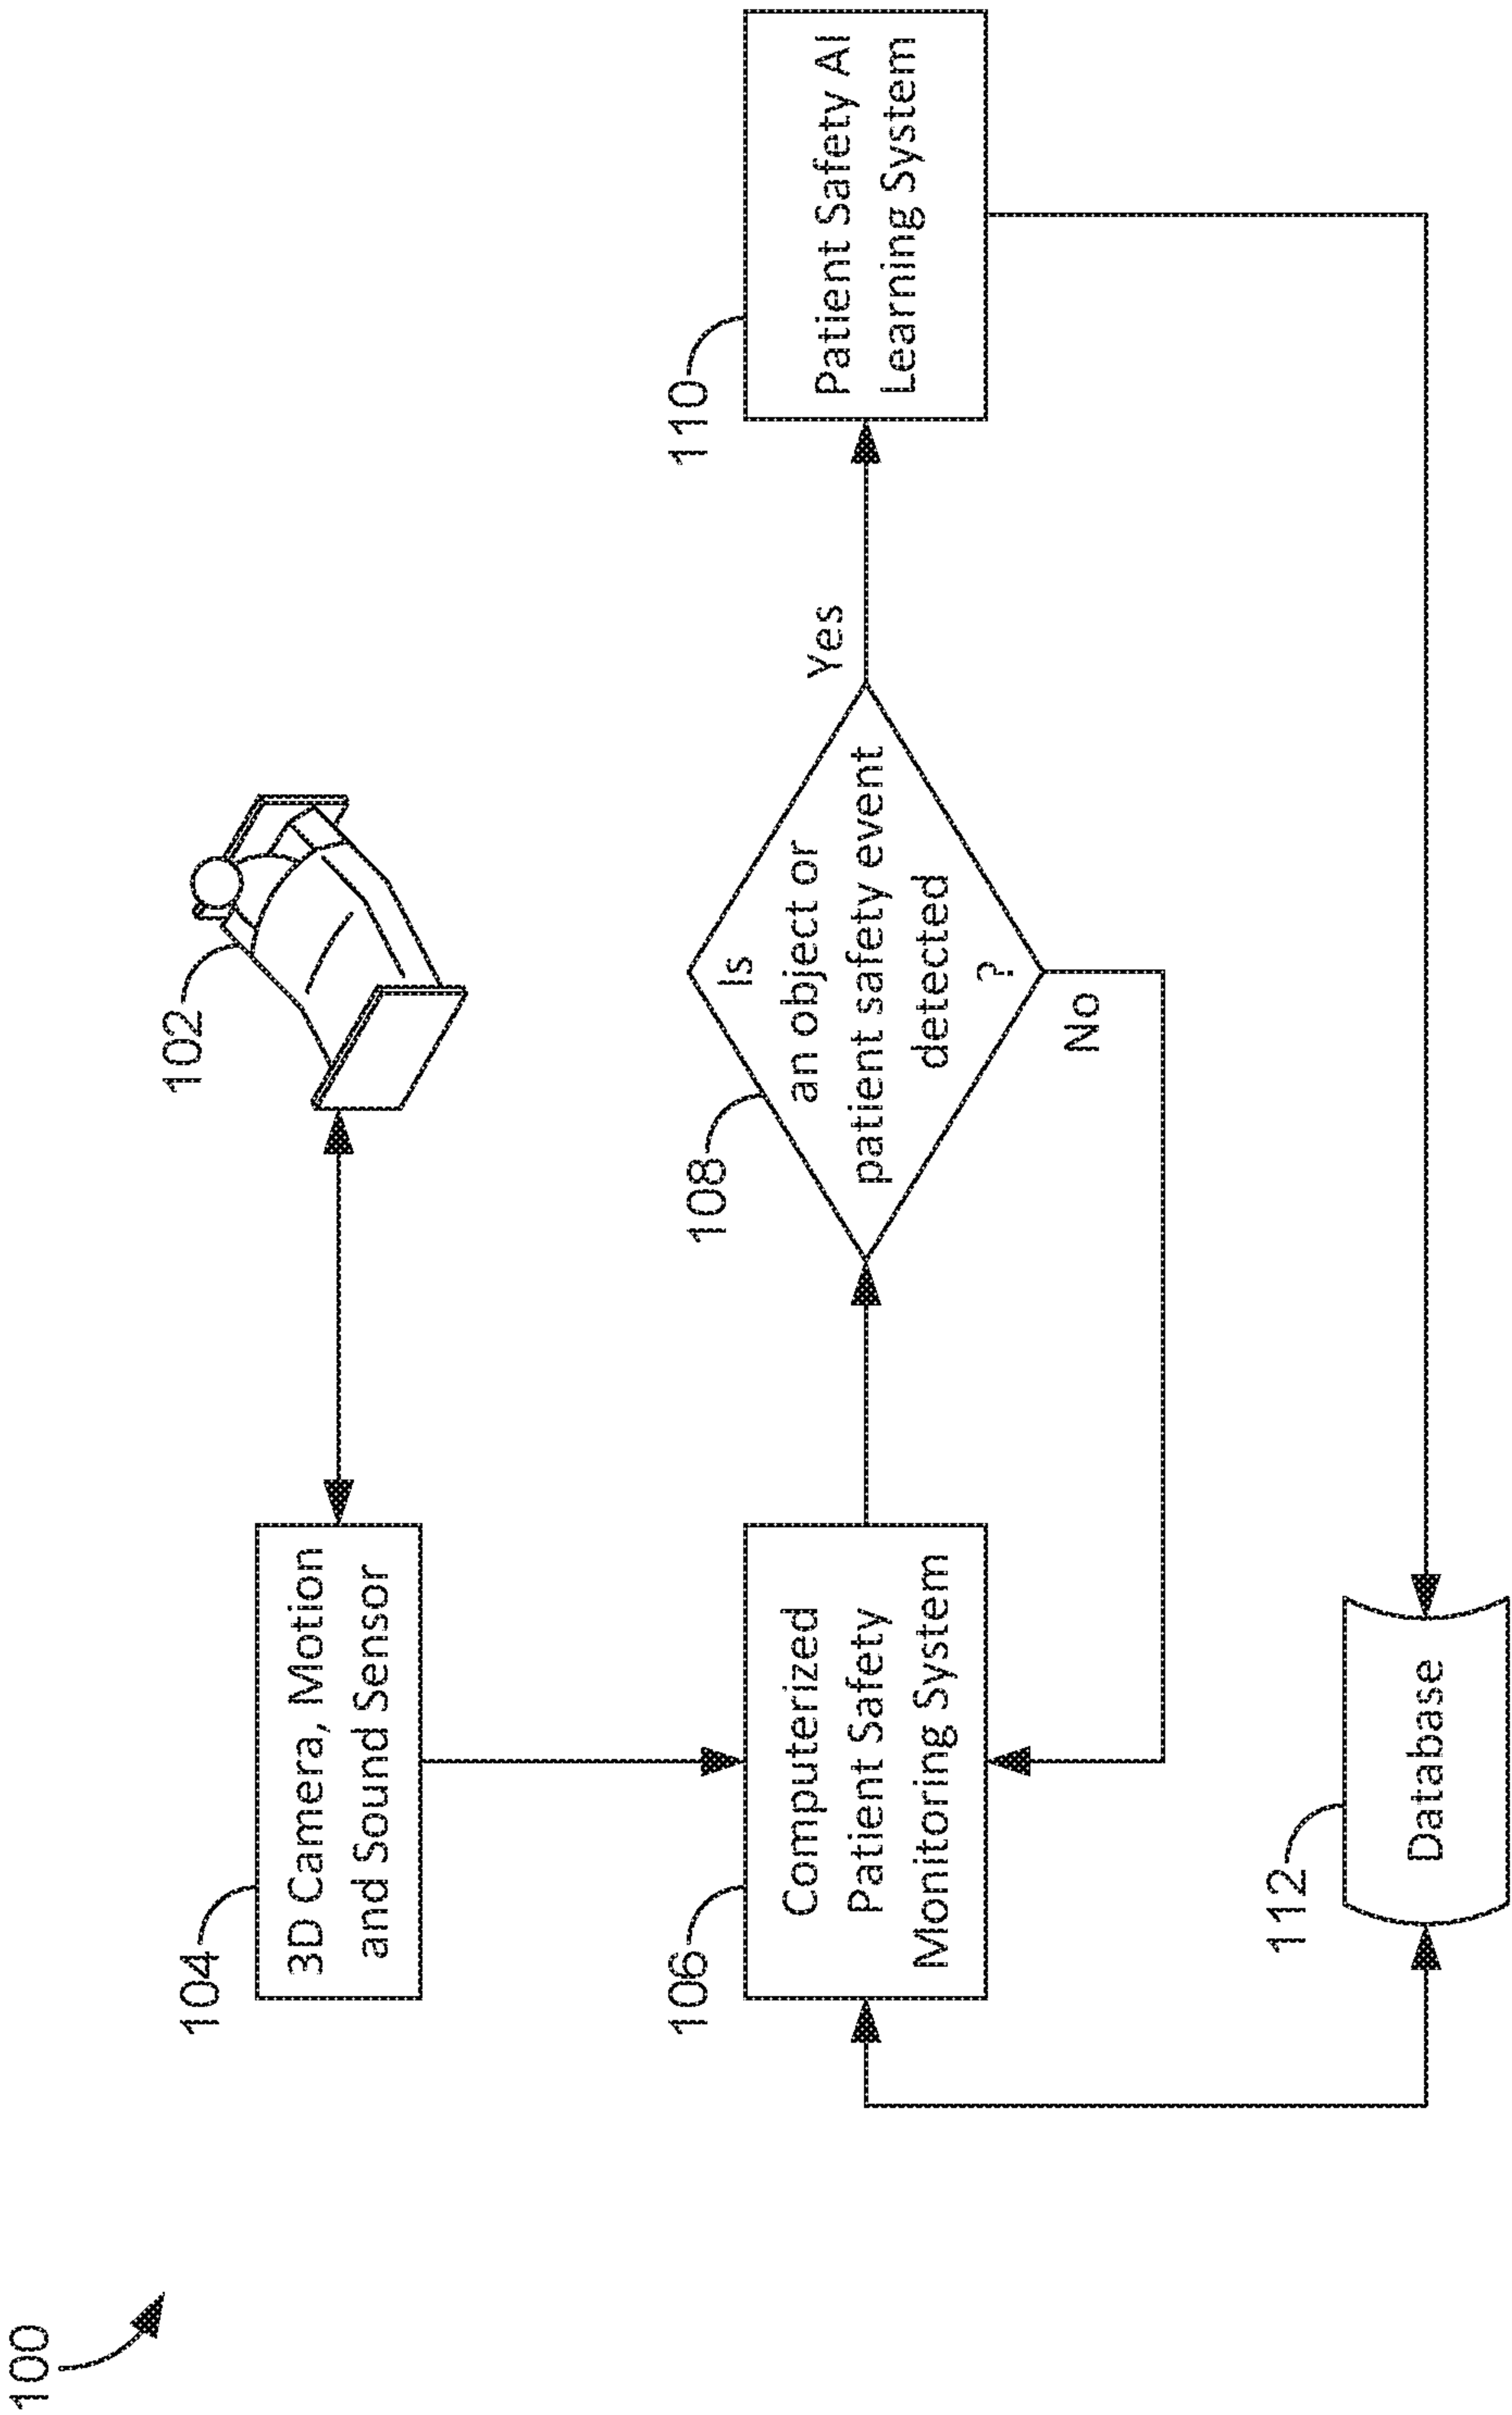 100
102
104
3D Camera, Motion
and Sound Sensor
106
Computerized
Patient Safety
Monitoring System
108
Is
an object or
patient safety event
detected
?
Yes
No
110
Patient Safety AI
Learning System
112
Database